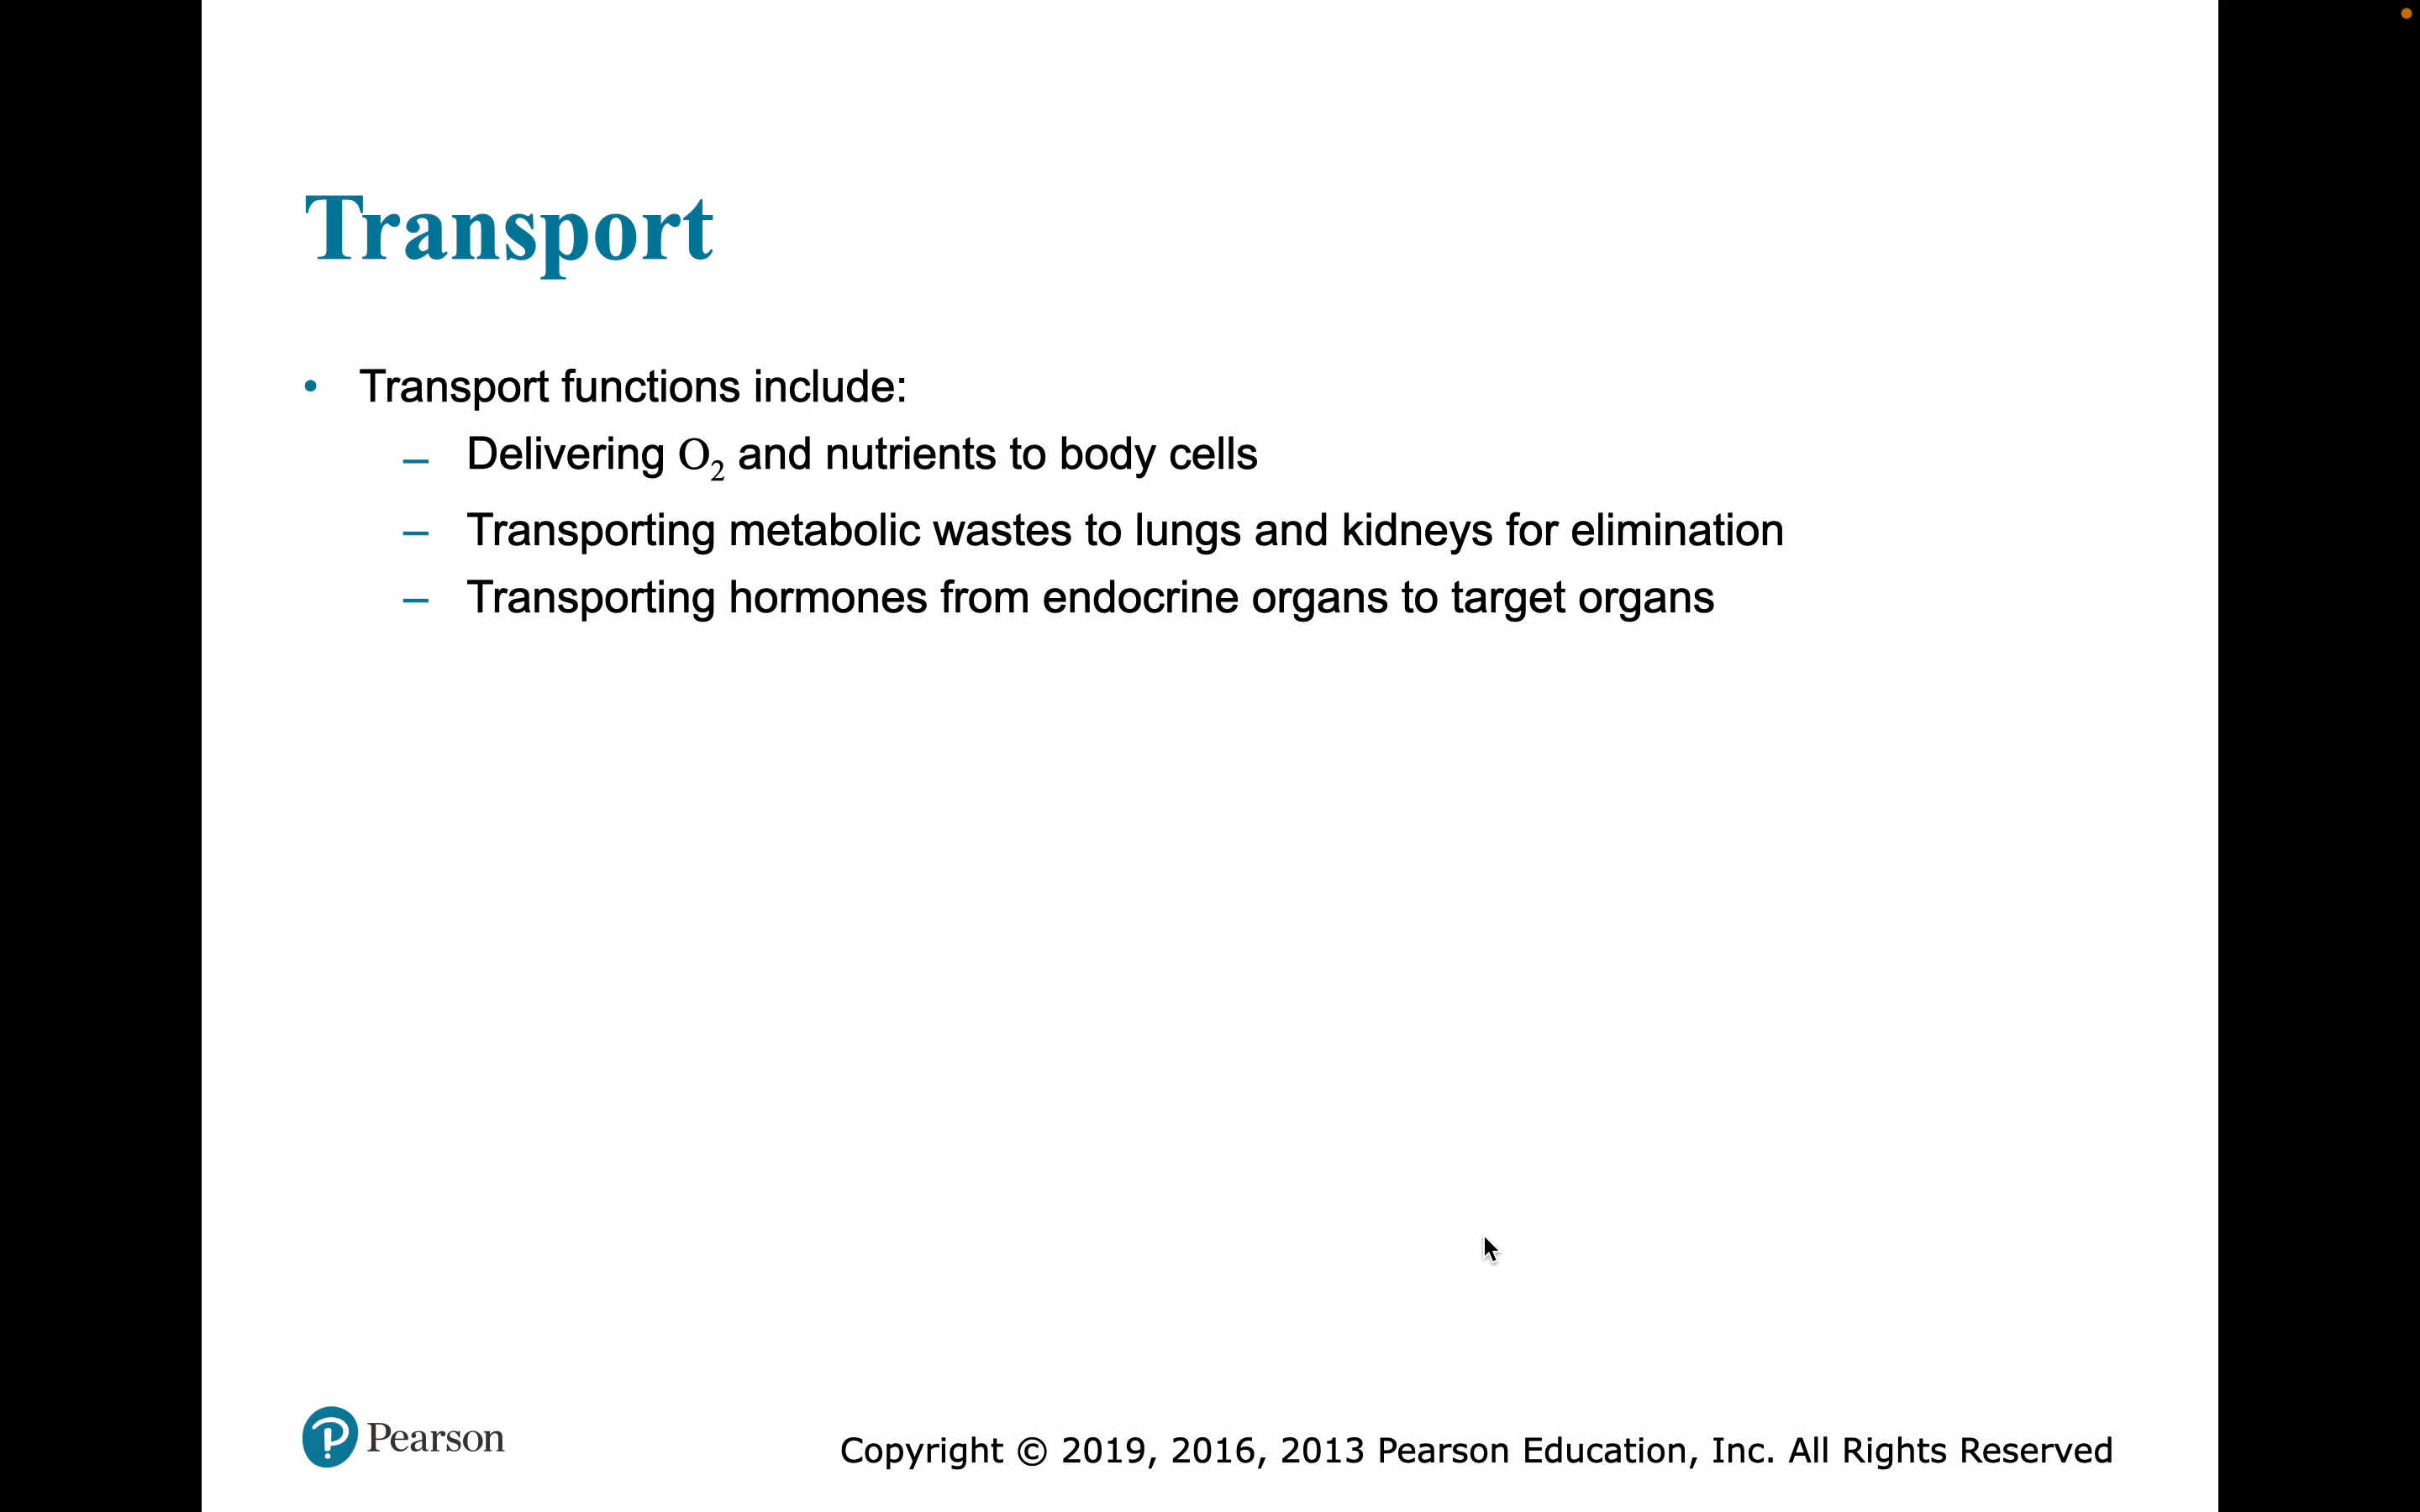 Transport
• Transport functions include:
– Delivering O₂ and nutrients to body cells
– Transporting metabolic wastes to lungs and kidneys for elimination
– Transporting hormones from endocrine organs to target organs
Pearson
Copyright © 2019, 2016, 2013 Pearson Education, Inc. All Rights Reserved